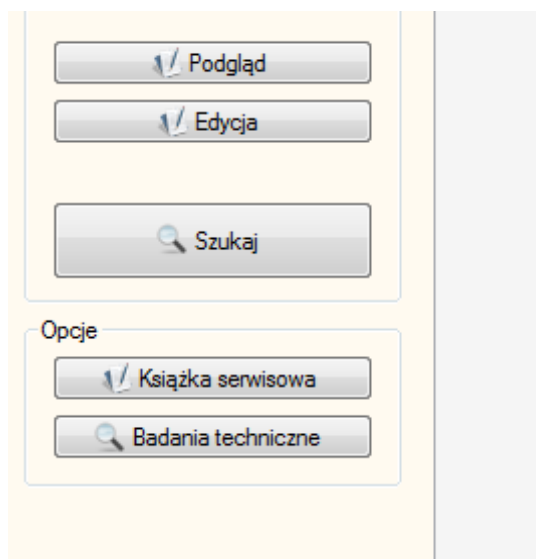 Podgląd
Edycja
Szukaj
Opcje
Książka serwisowa
Badania techniczne